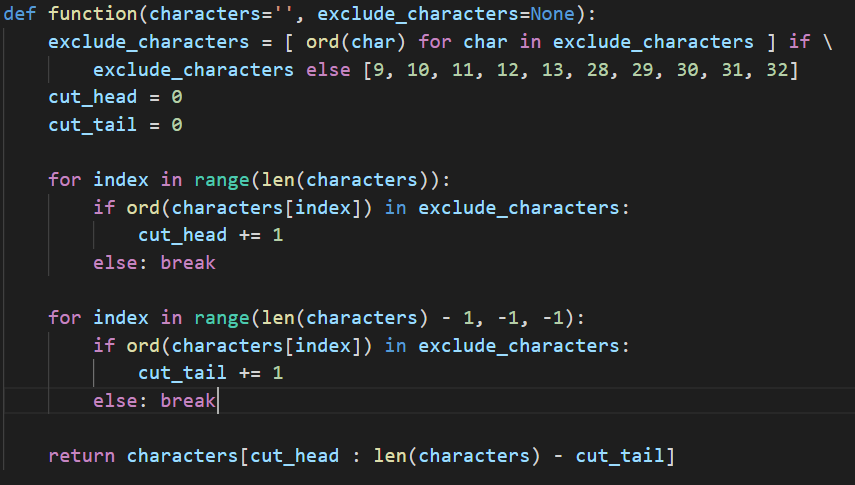 def function(characters='', exclude_characters=None):
    exclude_characters = [ ord(char) for char in exclude_characters ] if \
        exclude_characters else [9, 10, 11, 12, 13, 28, 29, 30, 31, 32]
    cut_head = 0
    cut_tail = 0

    for index in range(len(characters)):
        if ord(characters[index]) in exclude_characters:
            cut_head += 1
        else: break

    for index in range(len(characters) - 1, -1, -1):
        if ord(characters[index]) in exclude_characters:
            cut_tail += 1
        else: break

    return characters[cut_head : len(characters) - cut_tail]